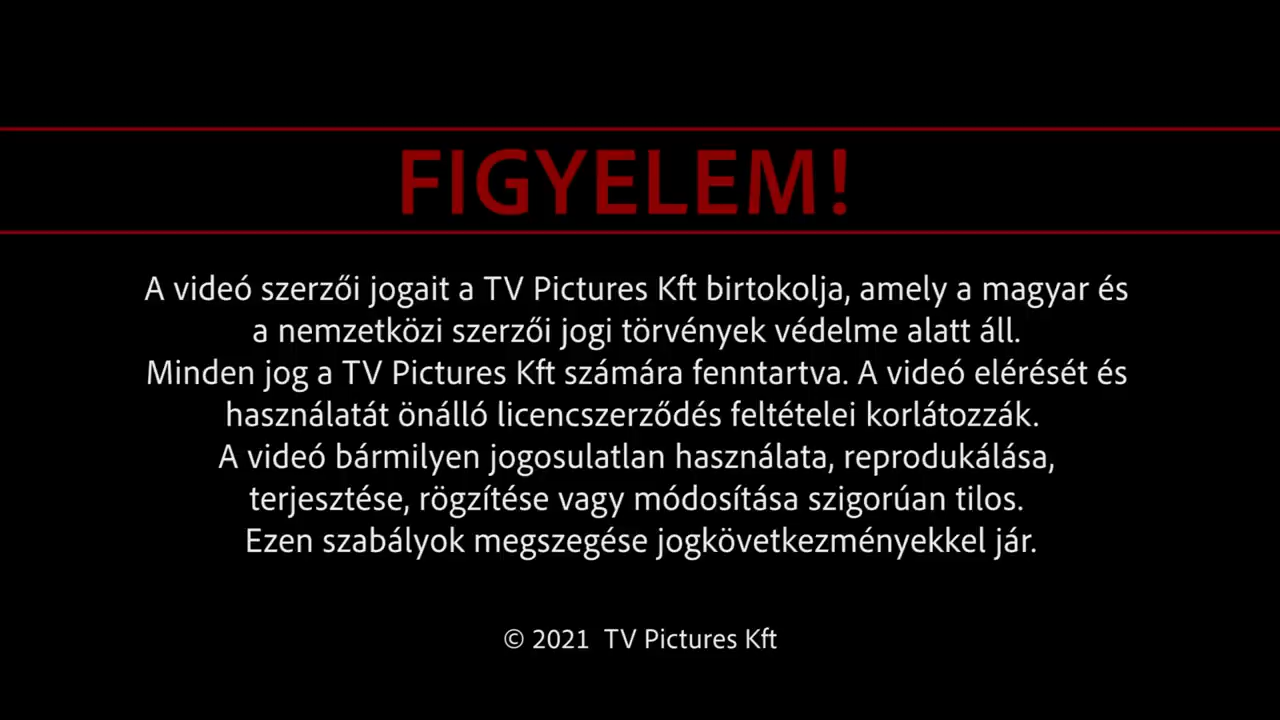 FIGYELEM!
A videó szerzői jogait a TV Pictures Kft birtokolja, amely a magyar és
a nemzetközi szerzői jogi törvények védelme alatt áll.
Minden jog a TV Pictures Kft számára fenntartva. A videó elérését és
használatát önálló licencszerződés feltételei korlátozzák.
A videó bármilyen jogosulatlan használata, reprodukálása,
terjesztése, rögzítése vagy módosítása szigorúan tilos.
Ezen szabályok megszegése jogkövetkezményekkel jár.
© 2021 TV Pictures Kft